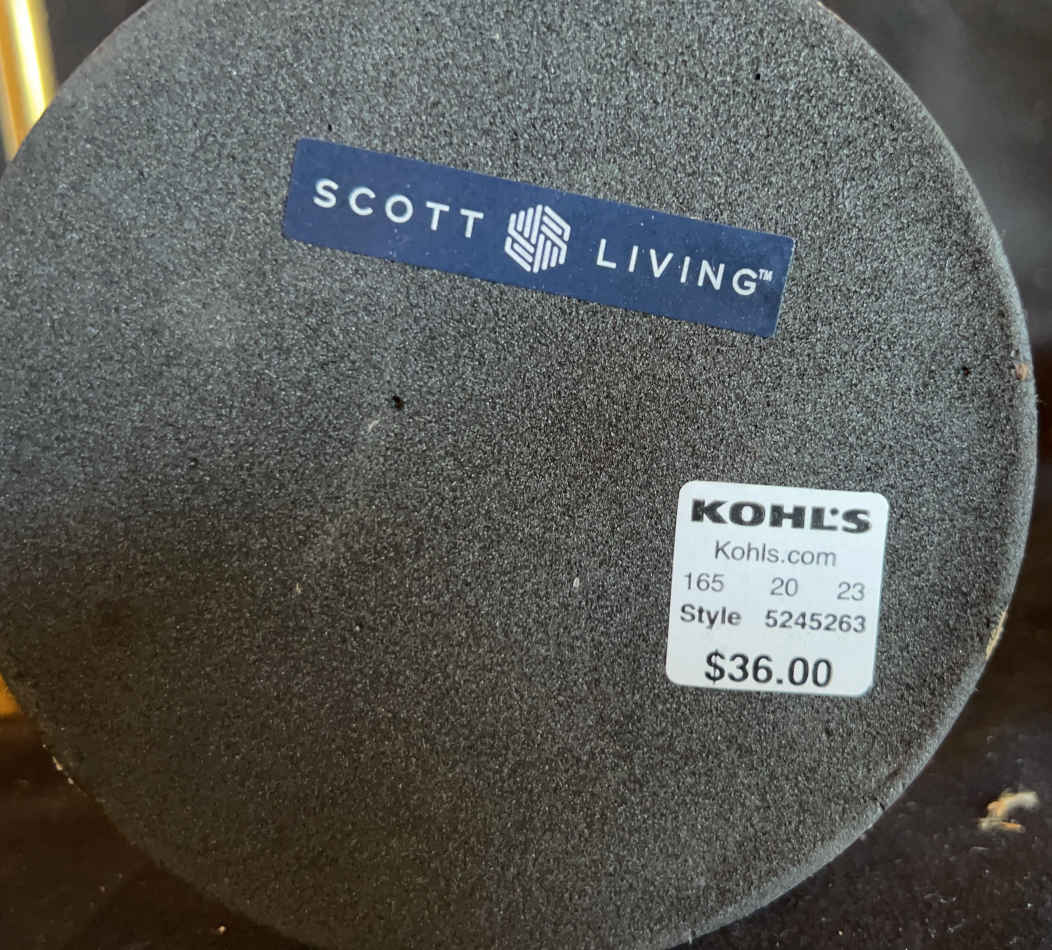 SCOTT LIVING™
KOHL'S
Kohls.com
165 20 23
Style 5245263
$36.00